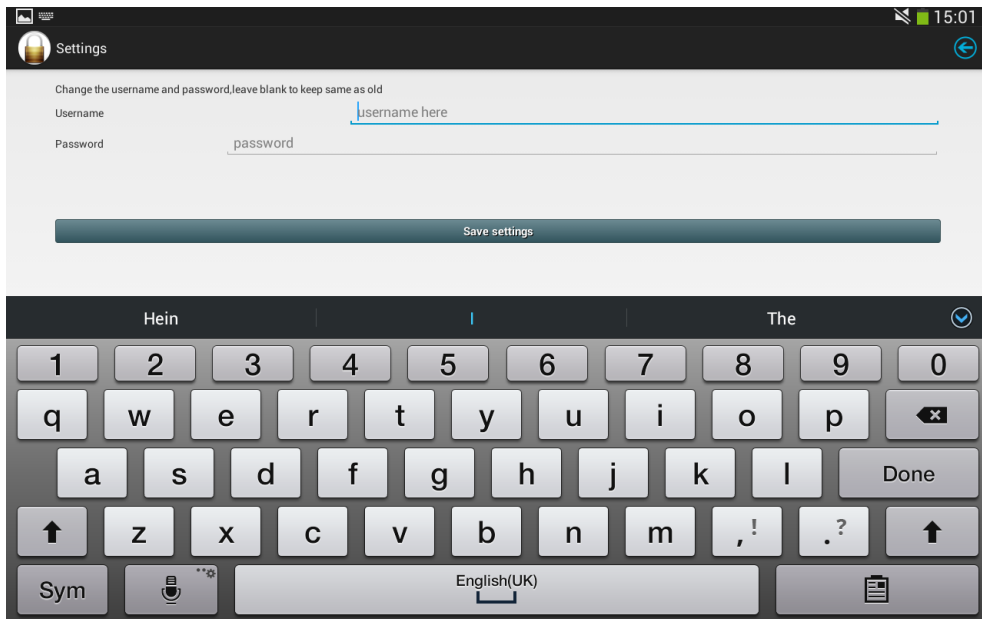 15:01
Settings
Change the username and password,leave blank to keep same as old
Username username here
Password password
Save settings
Hein I The
1 2 3 4 5 6 7 8 9 0
q w e r t y u i o p
a s d f g h j k l Done
z x c v b n m , ! . ?
Sym English(UK)